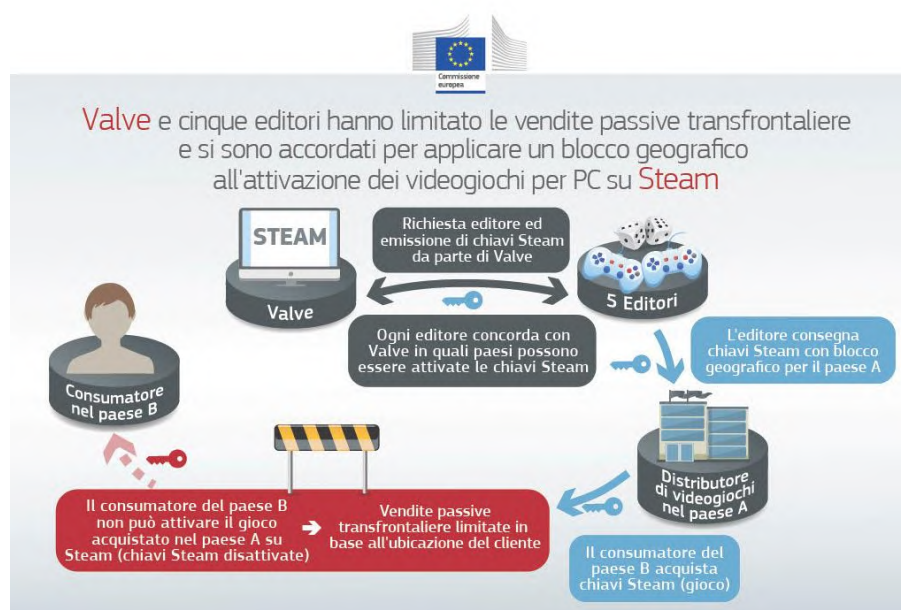 Commissione
europea
Valve e cinque editori hanno limitato le vendite passive transfrontaliere
e si sono accordati per applicare un blocco geografico
all'attivazione dei videogiochi per PC su Steam
STEAM
Valve
Richiesta editore ed
emissione di chiavi Steam
da parte di Valve
5 Editori
Ogni editore concorda con
Valve in quali paesi possono
essere attivate le chiavi Steam
L'editore consegna
chiavi Steam con blocco
geografico per il paese A
Consumatore
nel paese B
Distributore
di videogiochi
nel paese A
Il consumatore del paese B
non può attivare il gioco
acquistato nel paese A su
Steam (chiavi Steam disattivate)
Vendite passive
transfrontaliere limitate in
base all'ubicazione del cliente
Il consumatore del
paese B acquista
chiavi Steam (gioco)